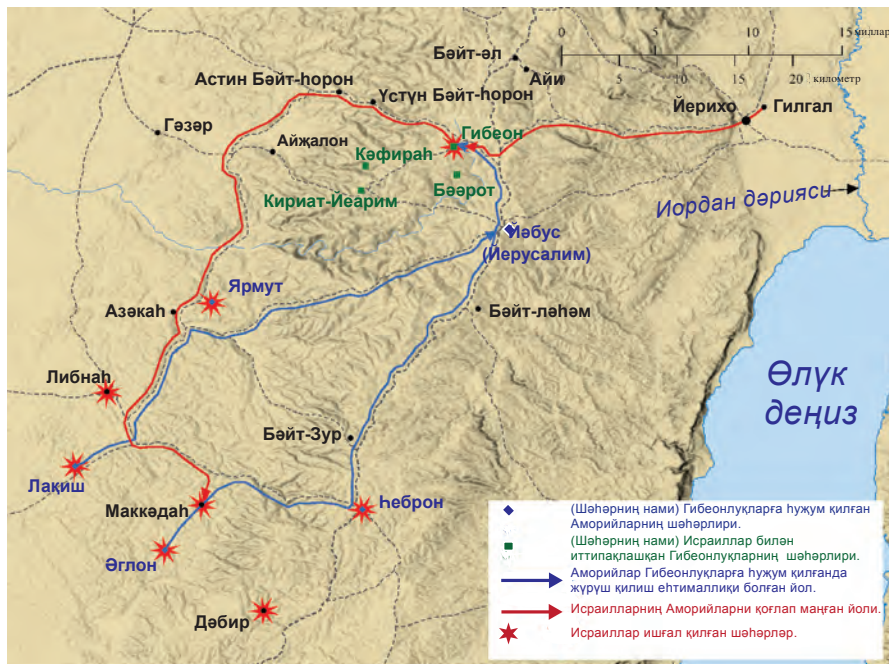 Бәйт-әл
0 5 10 15 миллар
0 5 10 15 20 километр
Айи
Астин Бәйт-һорон
Үстүн Бәйт-һорон
Йерихо
Гилгал
Гәзәр
Гибеон
Айҗалон
Кәфираһ
Бәәрот
Кириат-Йеарим
Иордан дәрияси
Йәбус
(Йерусалим)
Ярмут
Азәкаһ
Бәйт-ләһәм
Либнаһ
Өлүк
деңиз
Бәйт-Зур
Лақиш
Маккәдаһ
Һеброн
Әглон
Дәбир
(Шәһәрниң нами) Гибеонлуқларға һуҗум қилған
Аморийларниң шәһәрлири.
(Шәһәрниң нами) Исраиллар билән
иттипақлашқан Гибеонлуқларниң шәһәрлири.
Аморийлар Гибеонлуқларға һуҗум қилғанда
жүрүш қилиш еһтималлиқи болған йол.
Исраилларниң Аморийларни қоғлап маңған йоли.
Исраиллар ишғал қилған шәһәрләр.